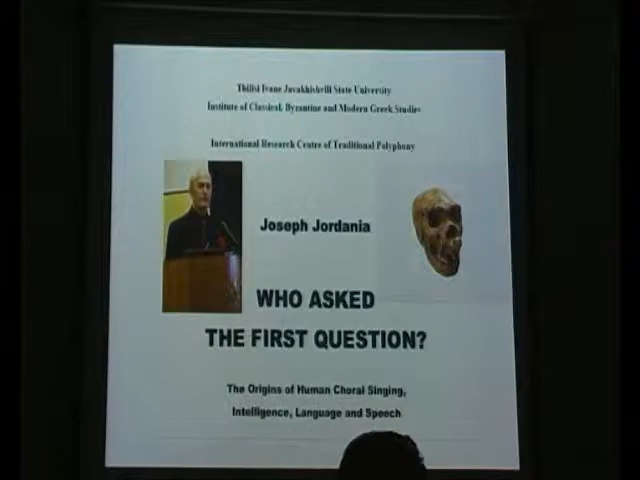 Tbilisi Ivane Javakhishvili State University
Institute of Classical, Byzantine and Modern Greek Studies
International Research Centre of Traditional Polyphony
Joseph Jordania
WHO ASKED
THE FIRST QUESTION?
The Origins of Human Choral Singing,
Intelligence, Language and Speech